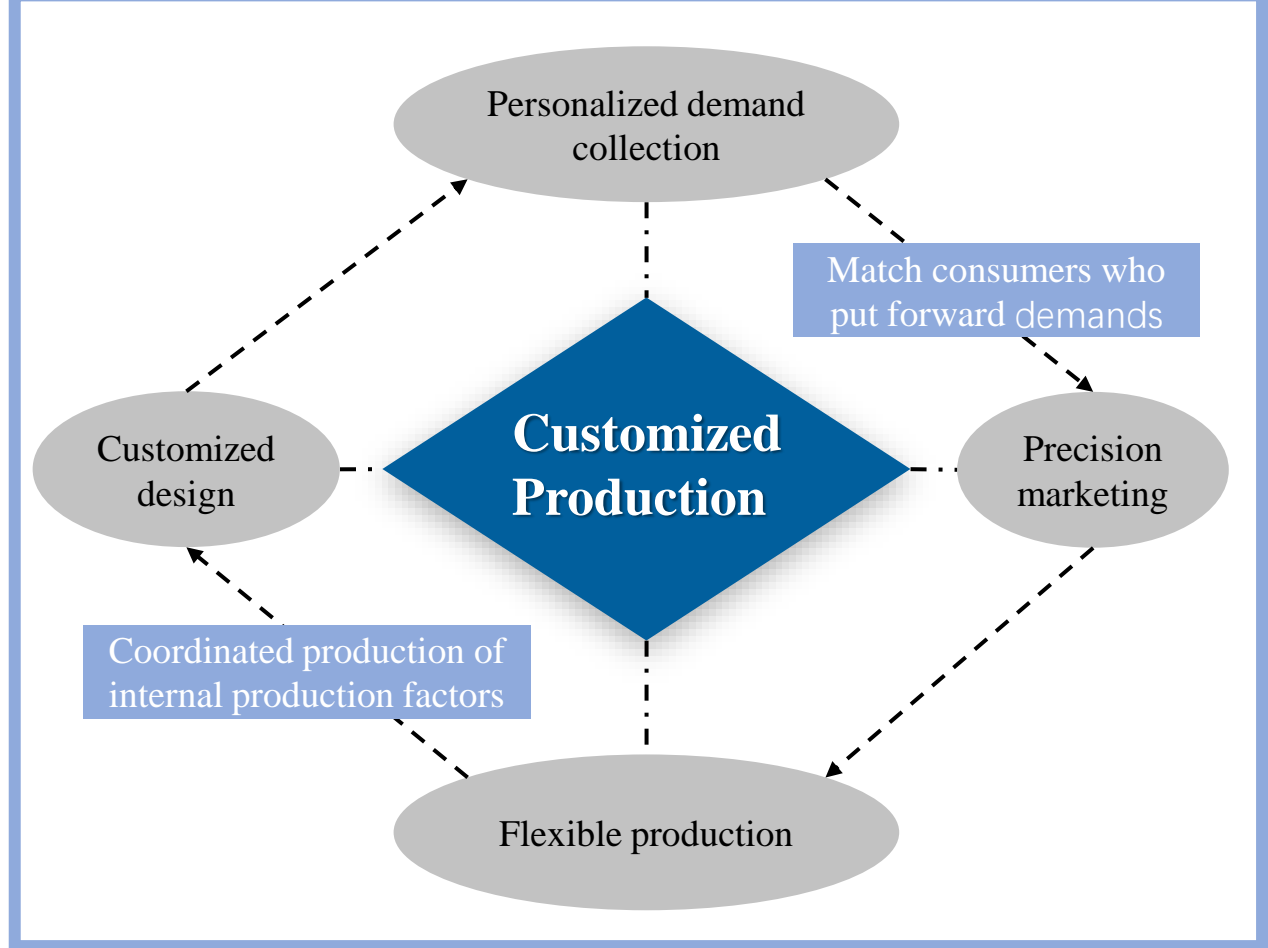 Personalized demand
collection
Match consumers who
put forward demands
Customized
design
Customized
Production
Precision
marketing
Coordinated production of
internal production factors
Flexible production